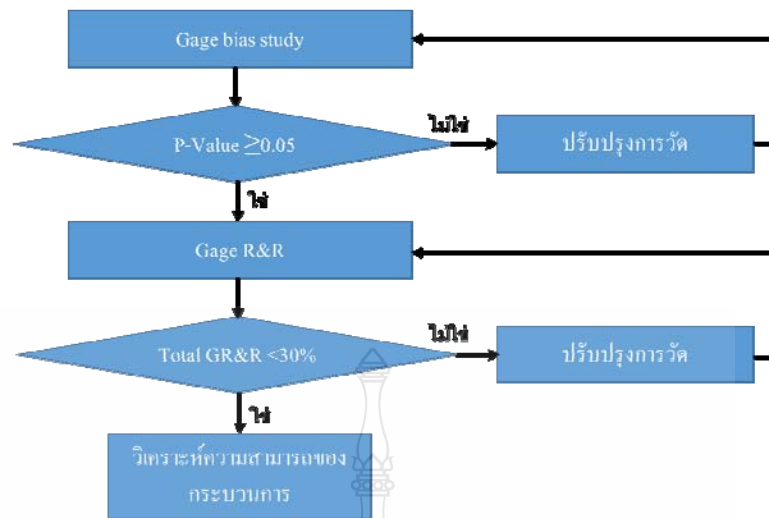 Gage bias study
P-Value ≥0.05
ไม่ใช่
ปรับปรุงการวัด
ใช่
Gage R&R
Total GR&R <30%
ไม่ใช่
ปรับปรุงการวัด
ใช่
วิเคราะห์ความสามารถของ
กระบวนการ